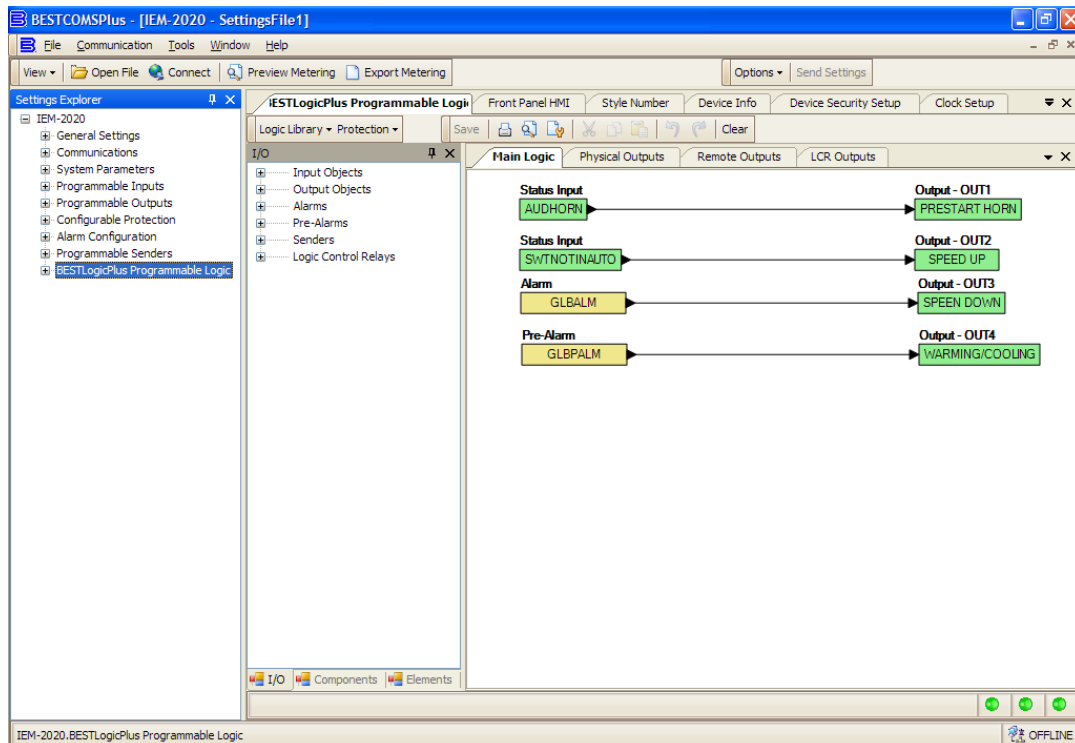 BESTCOMSPlus - [IEM-2020 - SettingsFile1]
File Communication Tools Window Help
View Open File Connect Preview Metering Export Metering Options Send Settings
Settings Explorer
IEM-2020
General Settings
Communications
System Parameters
Programmable Inputs
Programmable Outputs
Configurable Protection
Alarm Configuration
Programmable Senders
BESTLogicPlus Programmable Logic
BESTLogicPlus Programmable Logi Front Panel HMI Style Number Device Info Device Security Setup Clock Setup
Logic Library Protection Save Clear
I/O
Input Objects
Output Objects
Alarms
Pre-Alarms
Senders
Logic Control Relays
I/O Components Elements
Main Logic Physical Outputs Remote Outputs LCR Outputs
Status Input Output - OUT1
AUDHORN PRESTART HORN
Status Input Output - OUT2
SWTNOTINAUTO SPEED UP
Alarm Output - OUT3
GLBALM SPEEN DOWN
Pre-Alarm Output - OUT4
GLBPALM WARMING/COOLING
IEM-2020.BESTLogicPlus Programmable Logic OFFLINE